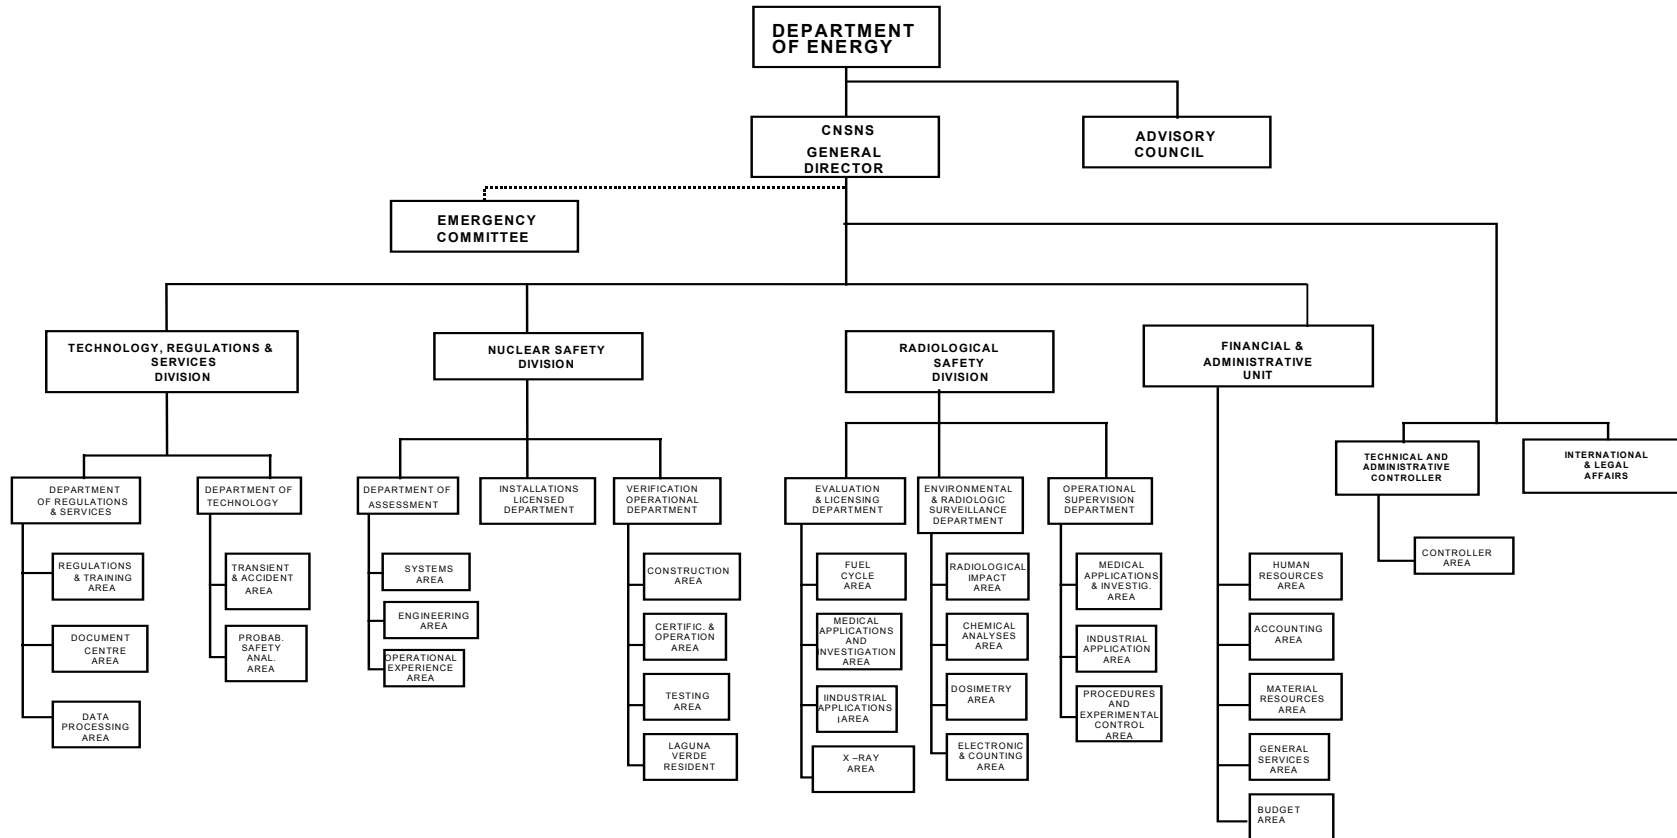 DEPARTMENT
OF ENERGY
CNSNS
GENERAL
DIRECTOR
ADVISORY
COUNCIL
EMERGENCY
COMMITTEE
TECHNOLOGY, REGULATIONS &
SERVICES
DIVISION
NUCLEAR SAFETY
DIVISION
RADIOLOGICAL
SAFETY
DIVISION
FINANCIAL &
ADMINISTRATIVE
UNIT
TECHNICAL AND
ADMINISTRATIVE
CONTROLLER
INTERNATIONAL
& LEGAL
AFFAIRS
DEPARTMENT
OF REGULATIONS
& SERVICES
DEPARTMENT OF
TECHNOLOGY
DEPARTMENT OF
ASSESSMENT
INSTALLATIONS
LICENSED
DEPARTMENT
VERIFICATION
OPERATIONAL
DEPARTMENT
EVALUATION
& LICENSING
DEPARTMENT
ENVIRONMENTAL
& RADIOLOGIC
SURVEILLANCE
DEPARTMENT
OPERATIONAL
SUPERVISION
DEPARTMENT
REGULATIONS
& TRAINING
AREA
DOCUMENT
CENTRE
AREA
DATA
PROCESSING
AREA
TRANSIENT
& ACCIDENT
AREA
PROBAB.
SAFETY
ANAL.
AREA
SYSTEMS
AREA
ENGINEERING
AREA
OPERATIONAL
EXPERIENCE
AREA
CONSTRUCTION
AREA
CERTIFIC. &
OPERATION
AREA
TESTING
AREA
LAGUNA
VERDE
RESIDENT
FUEL
CYCLE
AREA
MEDICAL
APPLICATIONS
AND
INVESTIGATION
AREA
IINDUSTRIAL
APPLICATIONS
IAREA
X –RAY
AREA
RADIOLOGICAL
IMPACT
AREA
CHEMICAL
ANALYSES
AREA
DOSIMETRY
AREA
ELECTRONIC
& COUNTING
AREA
MEDICAL
APPLICATIONS
& INVESTIG.
AREA
INDUSTRIAL
APPLICATION
AREA
PROCEDURES
AND
EXPERIMENTAL
CONTROL
AREA
HUMAN
RESOURCES
AREA
ACCOUNTING
AREA
MATERIAL
RESOURCES
AREA
GENERAL
SERVICES
AREA
BUDGET
AREA
CONTROLLER
AREA